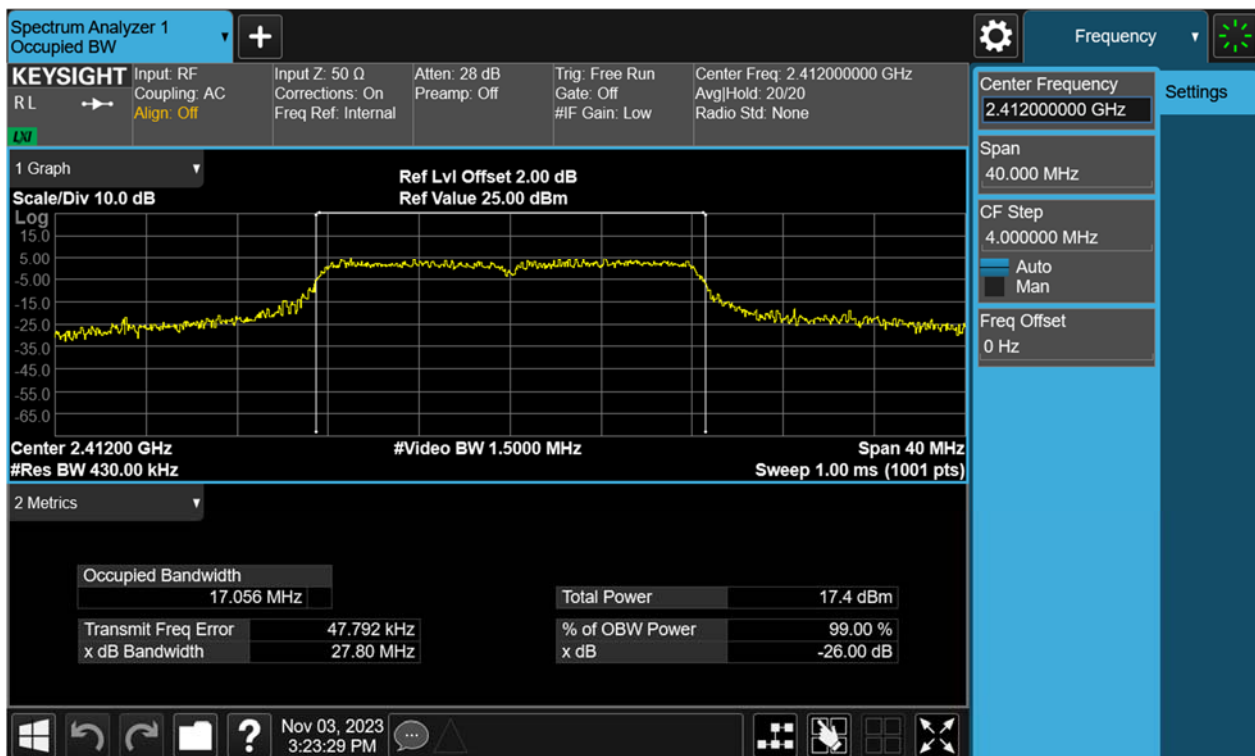 Spectrum Analyzer 1
Occupied BW
+
Frequency
KEYSIGHT
R L
LXI
Input: RF
Coupling: AC
Align: Off
Input Z: 50 Ω
Corrections: On
Freq Ref: Internal
Atten: 28 dB
Preamp: Off
Trig: Free Run
Gate: Off
#IF Gain: Low
Center Freq: 2.412000000 GHz
Avg|Hold: 20/20
Radio Std: None
Center Frequency
2.412000000 GHz
Settings
Span
40.000 MHz
CF Step
4.000000 MHz
Auto
Man
Freq Offset
0 Hz
1 Graph
Scale/Div 10.0 dB
Ref Lvl Offset 2.00 dB
Ref Value 25.00 dBm
Log
15.0
5.00
-5.00
-15.0
-25.0
-35.0
-45.0
-55.0
-65.0
Center 2.41200 GHz
#Video BW 1.5000 MHz
Span 40 MHz
#Res BW 430.00 kHz
Sweep 1.00 ms (1001 pts)
2 Metrics
Occupied Bandwidth
17.056 MHz
Total Power 17.4 dBm
Transmit Freq Error 47.792 kHz
% of OBW Power 99.00 %
x dB Bandwidth 27.80 MHz
x dB -26.00 dB
?
Nov 03, 2023
3:23:29 PM